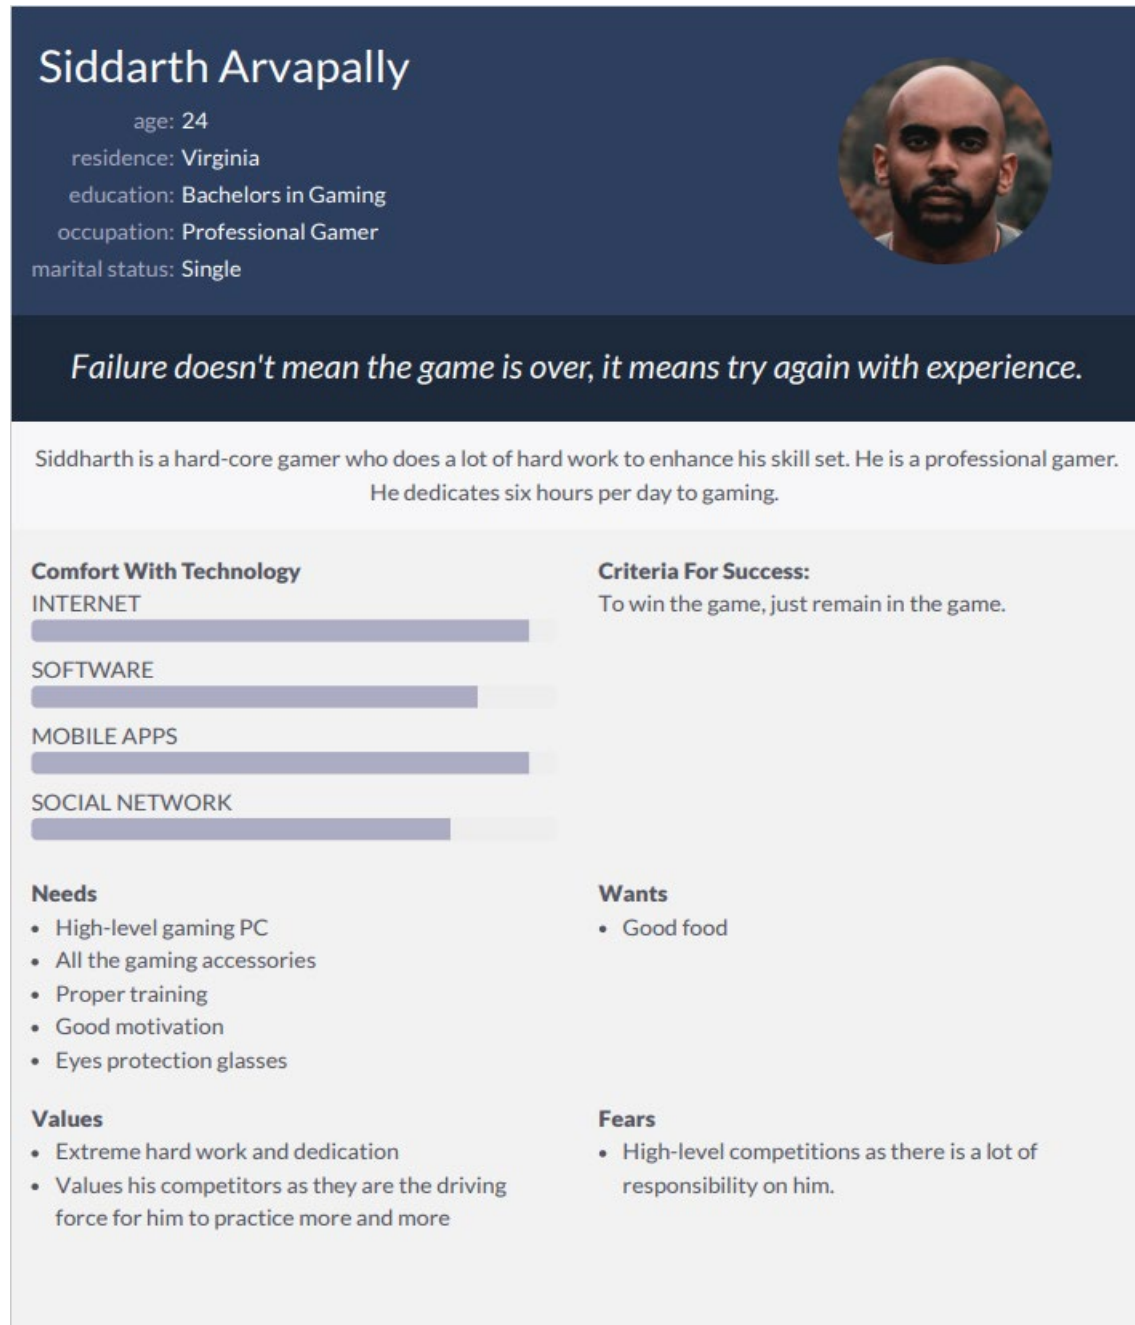 Siddarth Arvapally
age: 24
residence: Virginia
education: Bachelors in Gaming
occupation: Professional Gamer
marital status: Single
Failure doesn't mean the game is over, it means try again with experience.
Siddharth is a hard-core gamer who does a lot of hard work to enhance his skill set. He is a professional gamer.
He dedicates six hours per day to gaming.
Comfort With Technology
INTERNET
SOFTWARE
MOBILE APPS
SOCIAL NETWORK
Criteria For Success:
To win the game, just remain in the game.
Needs
• High-level gaming PC
• All the gaming accessories
• Proper training
• Good motivation
• Eyes protection glasses
Wants
• Good food
Values
• Extreme hard work and dedication
• Values his competitors as they are the driving
force for him to practice more and more
Fears
• High-level competitions as there is a lot of
responsibility on him.